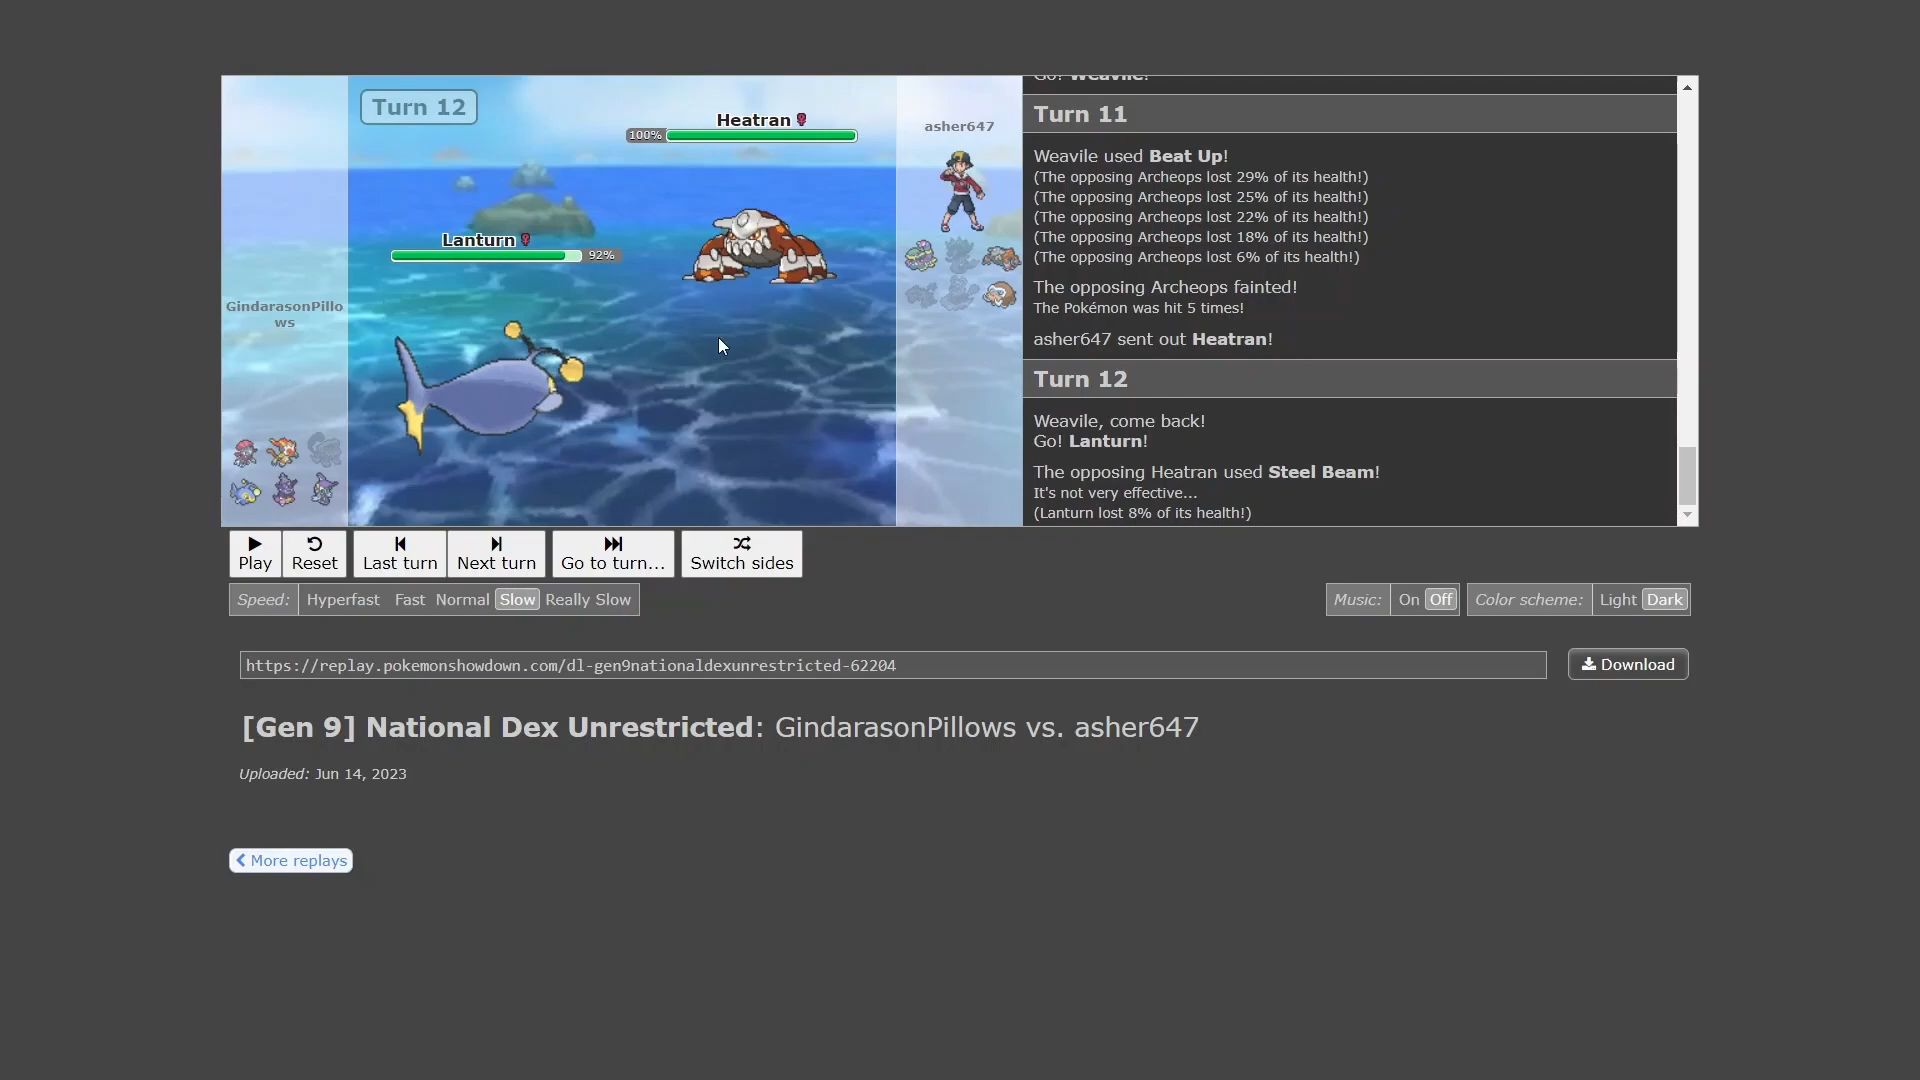 Turn 12
Heatran
100%
Lanturn
92%
GindarasonPillo
ws
asher647
Go! Weavile!
Turn 11
Weavile used Beat Up!
(The opposing Archeops lost 29% of its health!)
(The opposing Archeops lost 25% of its health!)
(The opposing Archeops lost 22% of its health!)
(The opposing Archeops lost 18% of its health!)
(The opposing Archeops lost 6% of its health!)
The opposing Archeops fainted!
The Pokémon was hit 5 times!
asher647 sent out Heatran!
Turn 12
Weavile, come back!
Go! Lanturn!
The opposing Heatran used Steel Beam!
It's not very effective...
(Lanturn lost 8% of its health!)
Play Reset Last turn Next turn Go to turn... Switch sides
Speed: Hyperfast Fast Normal Slow Really Slow Music: On Off Color scheme: Light Dark
https://replay.pokemonshowdown.com/dl-gen9nationaldexunrestricted-62204 Download
[Gen 9] National Dex Unrestricted: GindarasonPillows vs. asher647
Uploaded: Jun 14, 2023
More replays